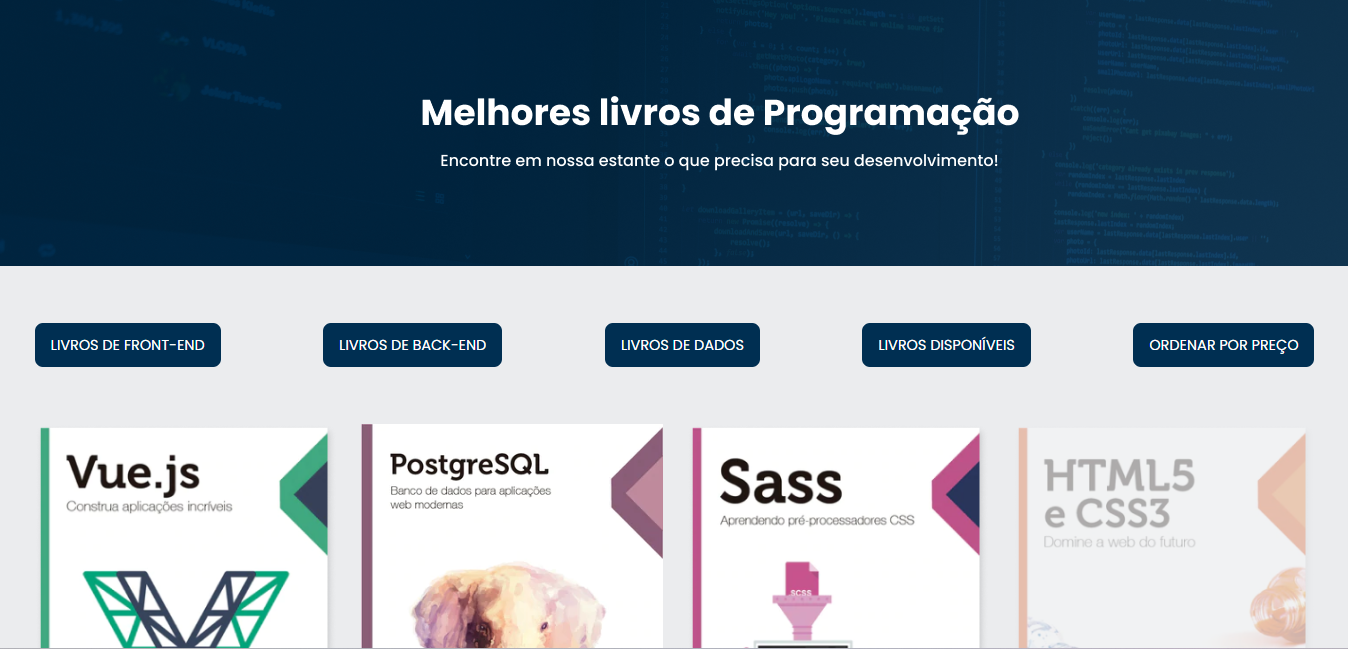 Melhores livros de Programação
Encontre em nossa estante o que precisa para seu desenvolvimento!
LIVROS DE FRONT-END
LIVROS DE BACK-END
LIVROS DE DADOS
LIVROS DISPONÍVEIS
ORDENAR POR PREÇO
Vue.js
Construa aplicações incríveis
PostgreSQL
Banco de dados para aplicações
web modernas
Sass
Aprendendo pré-processadores CSS
SCSS
HTML5
e CSS3
Domine a web do futuro